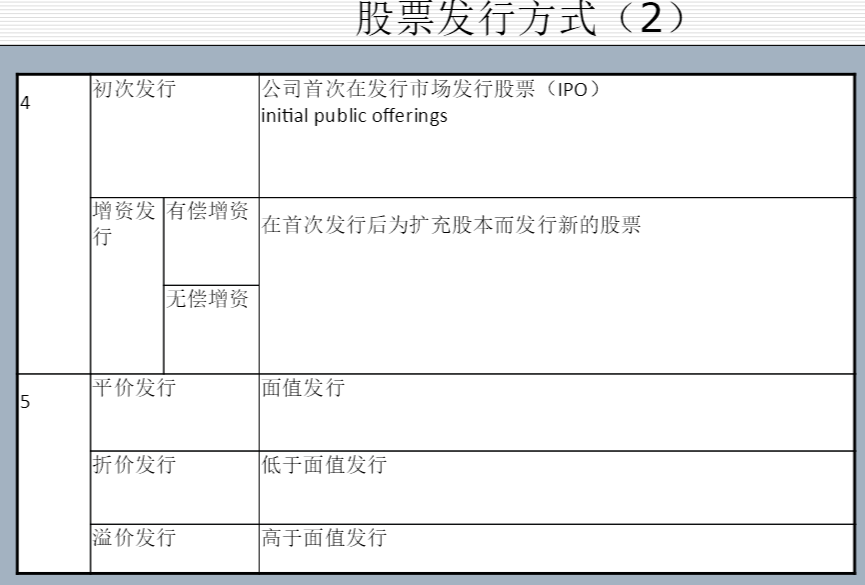 股票发行方式（2）
4
初次发行
公司首次在发行市场发行股票（IPO）
initial public offerings
增资发
行
有偿增资
在首次发行后为扩充股本而发行新的股票
无偿增资
5
平价发行
面值发行
折价发行
低于面值发行
溢价发行
高于面值发行